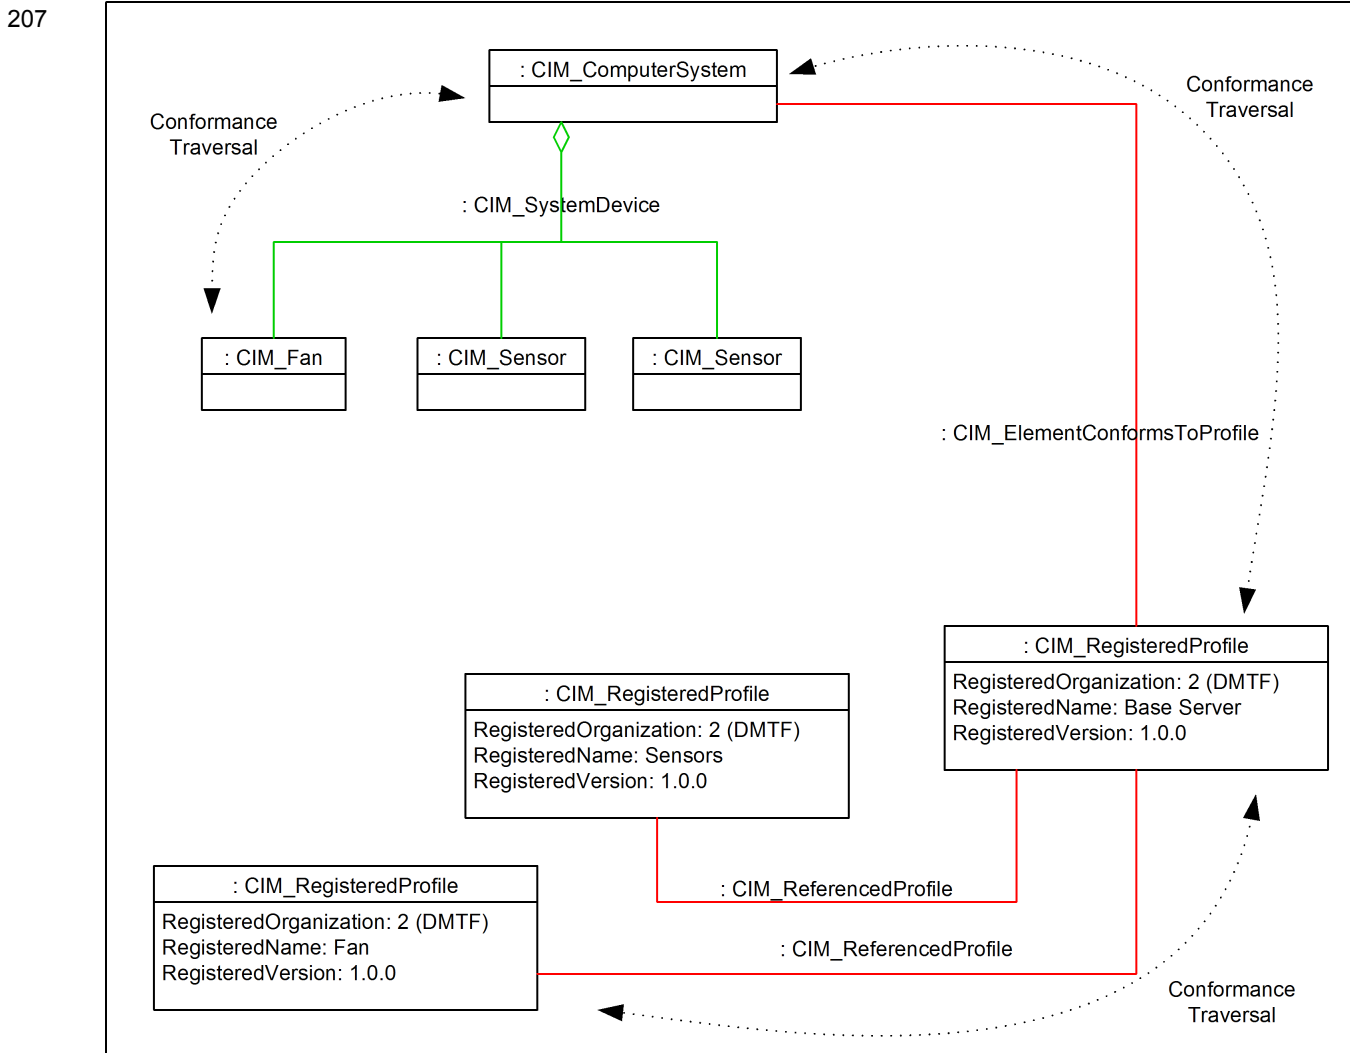 207
: CIM_ComputerSystem
Conformance
Traversal
Conformance
Traversal
: CIM_SystemDevice
: CIM_Fan
: CIM_Sensor
: CIM_Sensor
: CIM_ElementConformsToProfile
: CIM_RegisteredProfile
RegisteredOrganization: 2 (DMTF)
RegisteredName: Base Server
RegisteredVersion: 1.0.0
: CIM_RegisteredProfile
RegisteredOrganization: 2 (DMTF)
RegisteredName: Sensors
RegisteredVersion: 1.0.0
: CIM_ReferencedProfile
: CIM_RegisteredProfile
RegisteredOrganization: 2 (DMTF)
RegisteredName: Fan
RegisteredVersion: 1.0.0
: CIM_ReferencedProfile
Conformance
Traversal